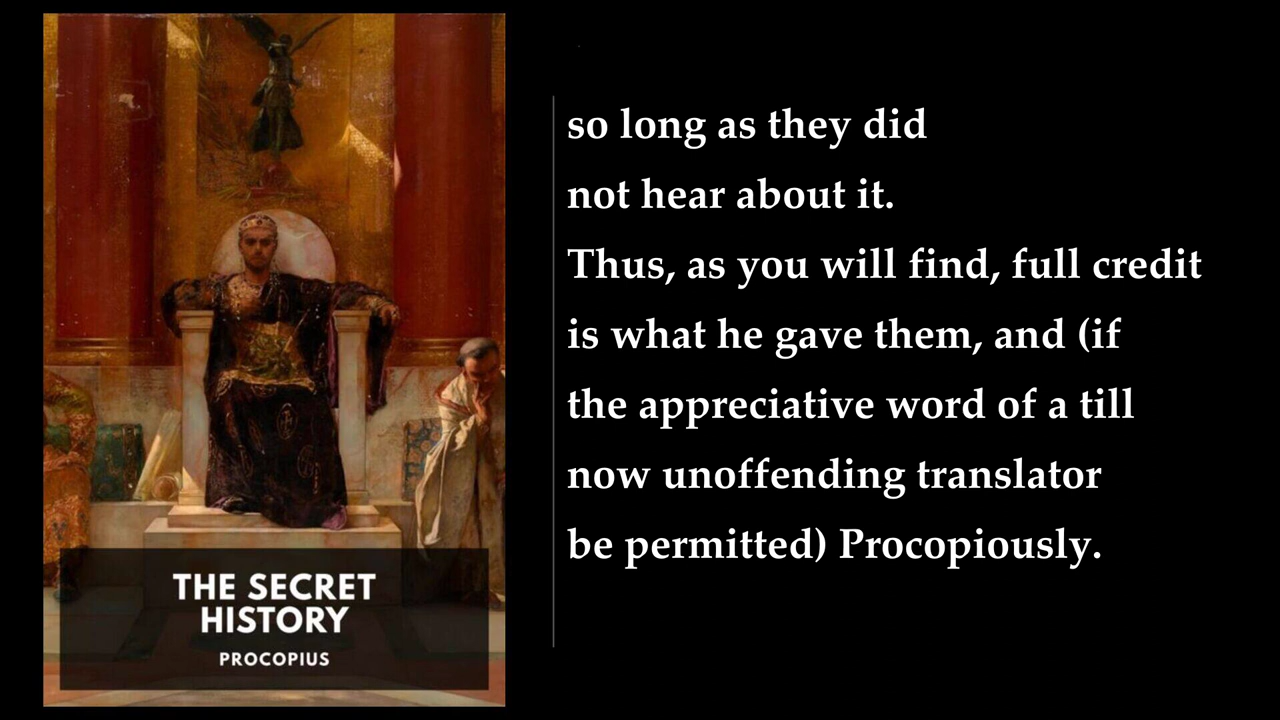 THE SECRET
HISTORY
PROCOPIUS
so long as they did
not hear about it.
Thus, as you will find, full credit
is what he gave them, and (if
the appreciative word of a till
now unoffending translator
be permitted) Procopiously.